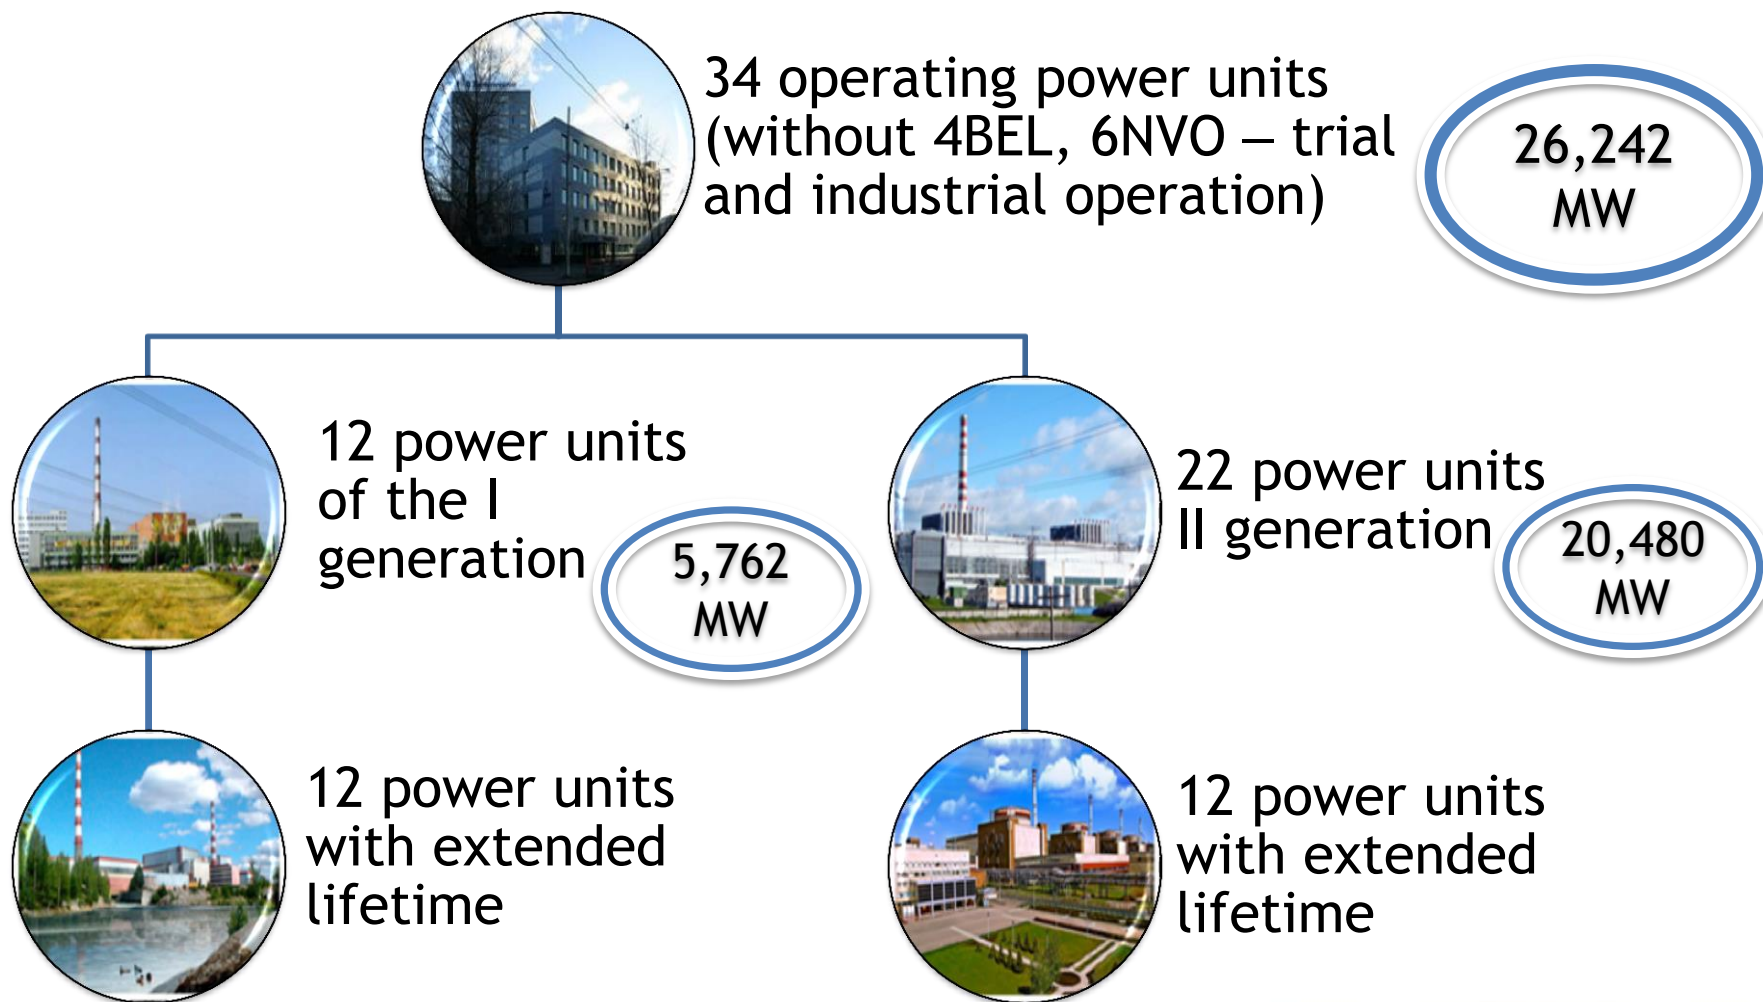 34 operating power units
(without 4BEL, 6NVO — trial
and industrial operation)
26,242
MW
12 power units
of the I
generation
5,762
MW
22 power units
II generation
20,480
MW
12 power units
with extended
lifetime
12 power units
with extended
lifetime